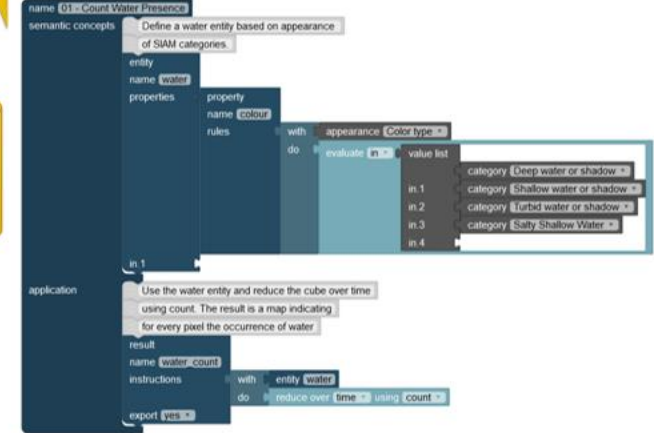 name 01 - Count Water Presence
semantic concepts
Define a water entity based on appearance
of SIAM categories.
entity
name water
properties
property
name colour
rules
with appearance Color type
do evaluate in value list
category Deep water or shadow
in.1 category Shallow water or shadow
in.2 category Turbid water or shadow
in.3 category Salty Shallow Water
in.4
in.1
application
Use the water entity and reduce the cube over time
using count. The result is a map indicating
for every pixel the occurrence of water
result
name water_count
instructions
with entity water
do reduce over time using count
export yes